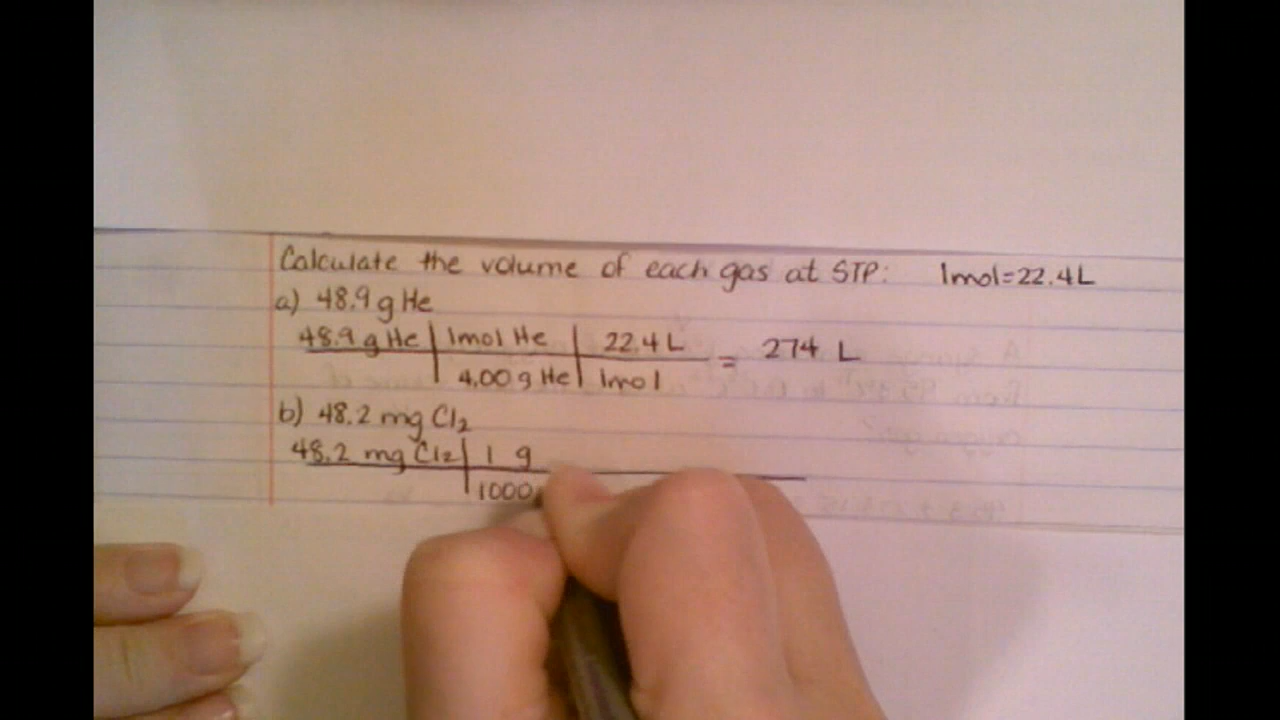 Calculate the volume of each gas at STP: 1mol=22.4L
a) 48.9 g He
48.9 g He | 1mol He | 22.4 L = 274 L
4.00 g He | 1mol
b) 48.2 mg Cl₂
48.2 mg Cl₂ | 1 g
1000